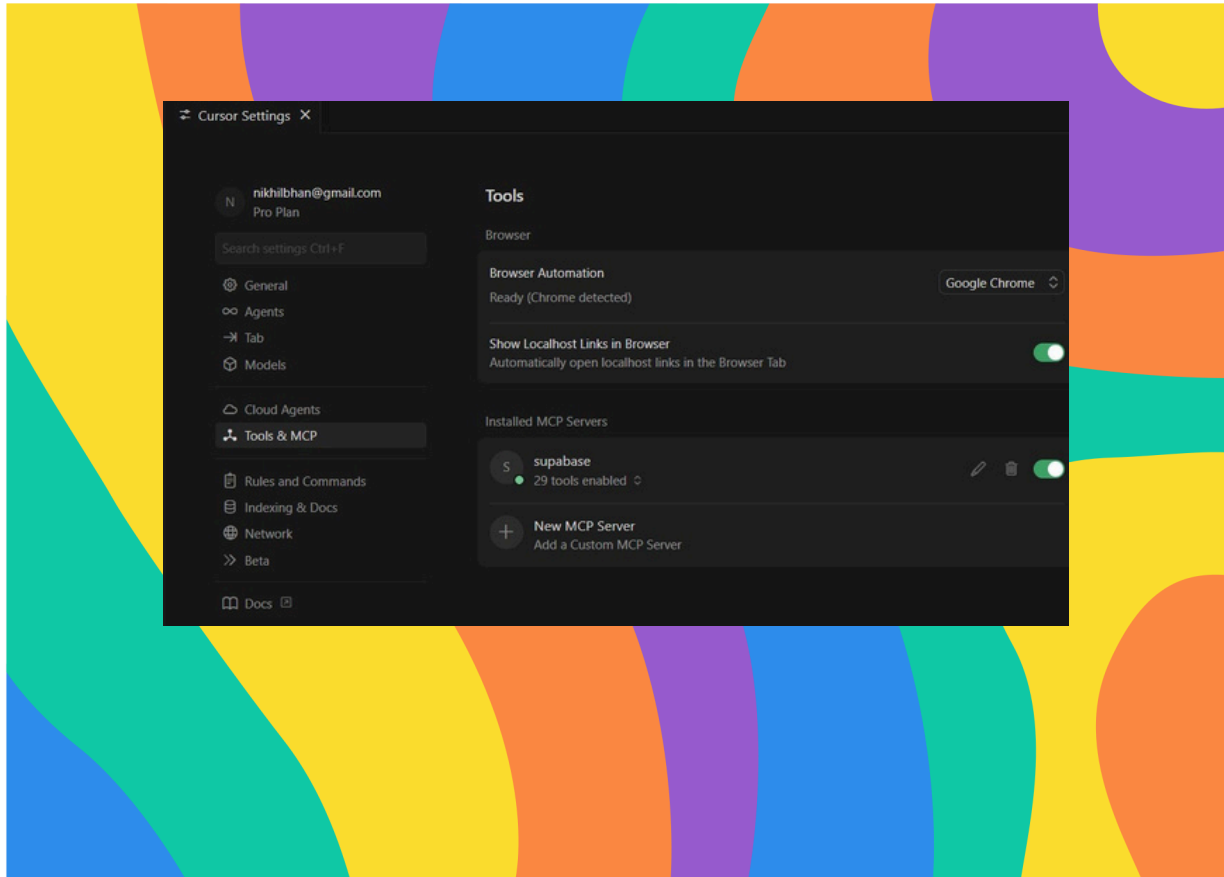 Cursor Settings
nikhilbhan@gmail.com
N
Pro Plan
Search settings Ctrl+F
General
Agents
Tab
Models
Cloud Agents
Tools & MCP
Rules and Commands
Indexing & Docs
Network
Beta
Docs
Tools
Browser
Browser Automation
Ready (Chrome detected)
Google Chrome
Show Localhost Links in Browser
Automatically open localhost links in the Browser Tab
Installed MCP Servers
S
supabase
29 tools enabled
New MCP Server
Add a Custom MCP Server